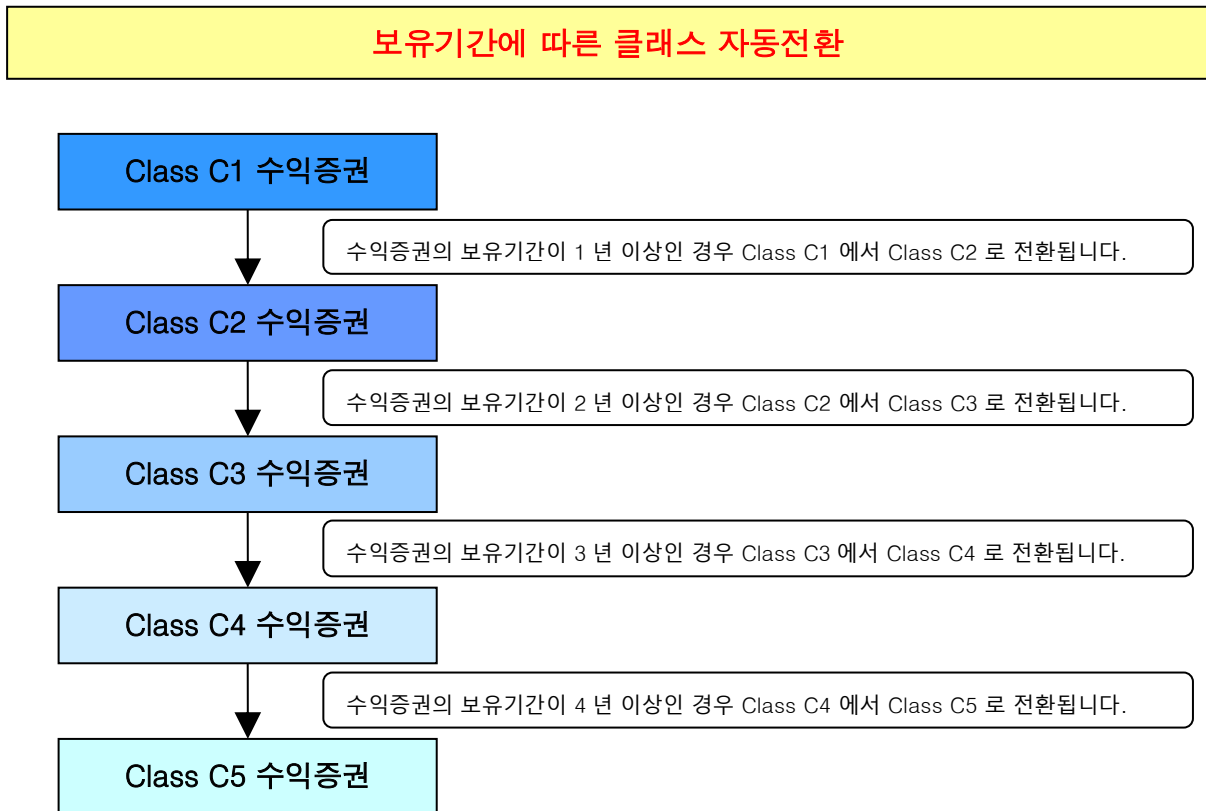 보유기간에 따른 클래스 자동전환
Class C1 수익증권
수익증권의 보유기간이 1 년 이상인 경우 Class C1 에서 Class C2 로 전환됩니다.
Class C2 수익증권
수익증권의 보유기간이 2 년 이상인 경우 Class C2 에서 Class C3 로 전환됩니다.
Class C3 수익증권
수익증권의 보유기간이 3 년 이상인 경우 Class C3 에서 Class C4 로 전환됩니다.
Class C4 수익증권
수익증권의 보유기간이 4 년 이상인 경우 Class C4 에서 Class C5 로 전환됩니다.
Class C5 수익증권